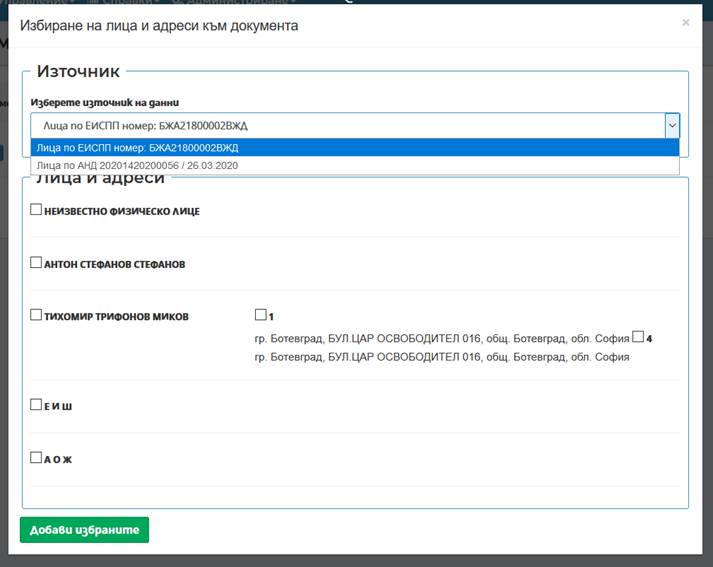 Управление
Справки
Администриране
Избиране на лица и адреси към документа
×
Източник
Изберете източник на данни
Лица по ЕИСПП номер: БЖА21800002ВЖД
Лица по ЕИСПП номер: БЖА21800002ВЖД
Лица по АНД 20201420200056 / 26.03.2020
Лица и адреси
НЕИЗВЕСТНО ФИЗИЧЕСКО ЛИЦЕ
АНТОН СТЕФАНОВ СТЕФАНОВ
ТИХОМИР ТРИФОНОВ МИКОВ 1
гр. Ботевград, БУЛ.ЦАР ОСВОБОДИТЕЛ 016, общ. Ботевград, обл. София 4
гр. Ботевград, БУЛ.ЦАР ОСВОБОДИТЕЛ 016, общ. Ботевград, обл. София
Е И Ш
А О Ж
Добави избраните